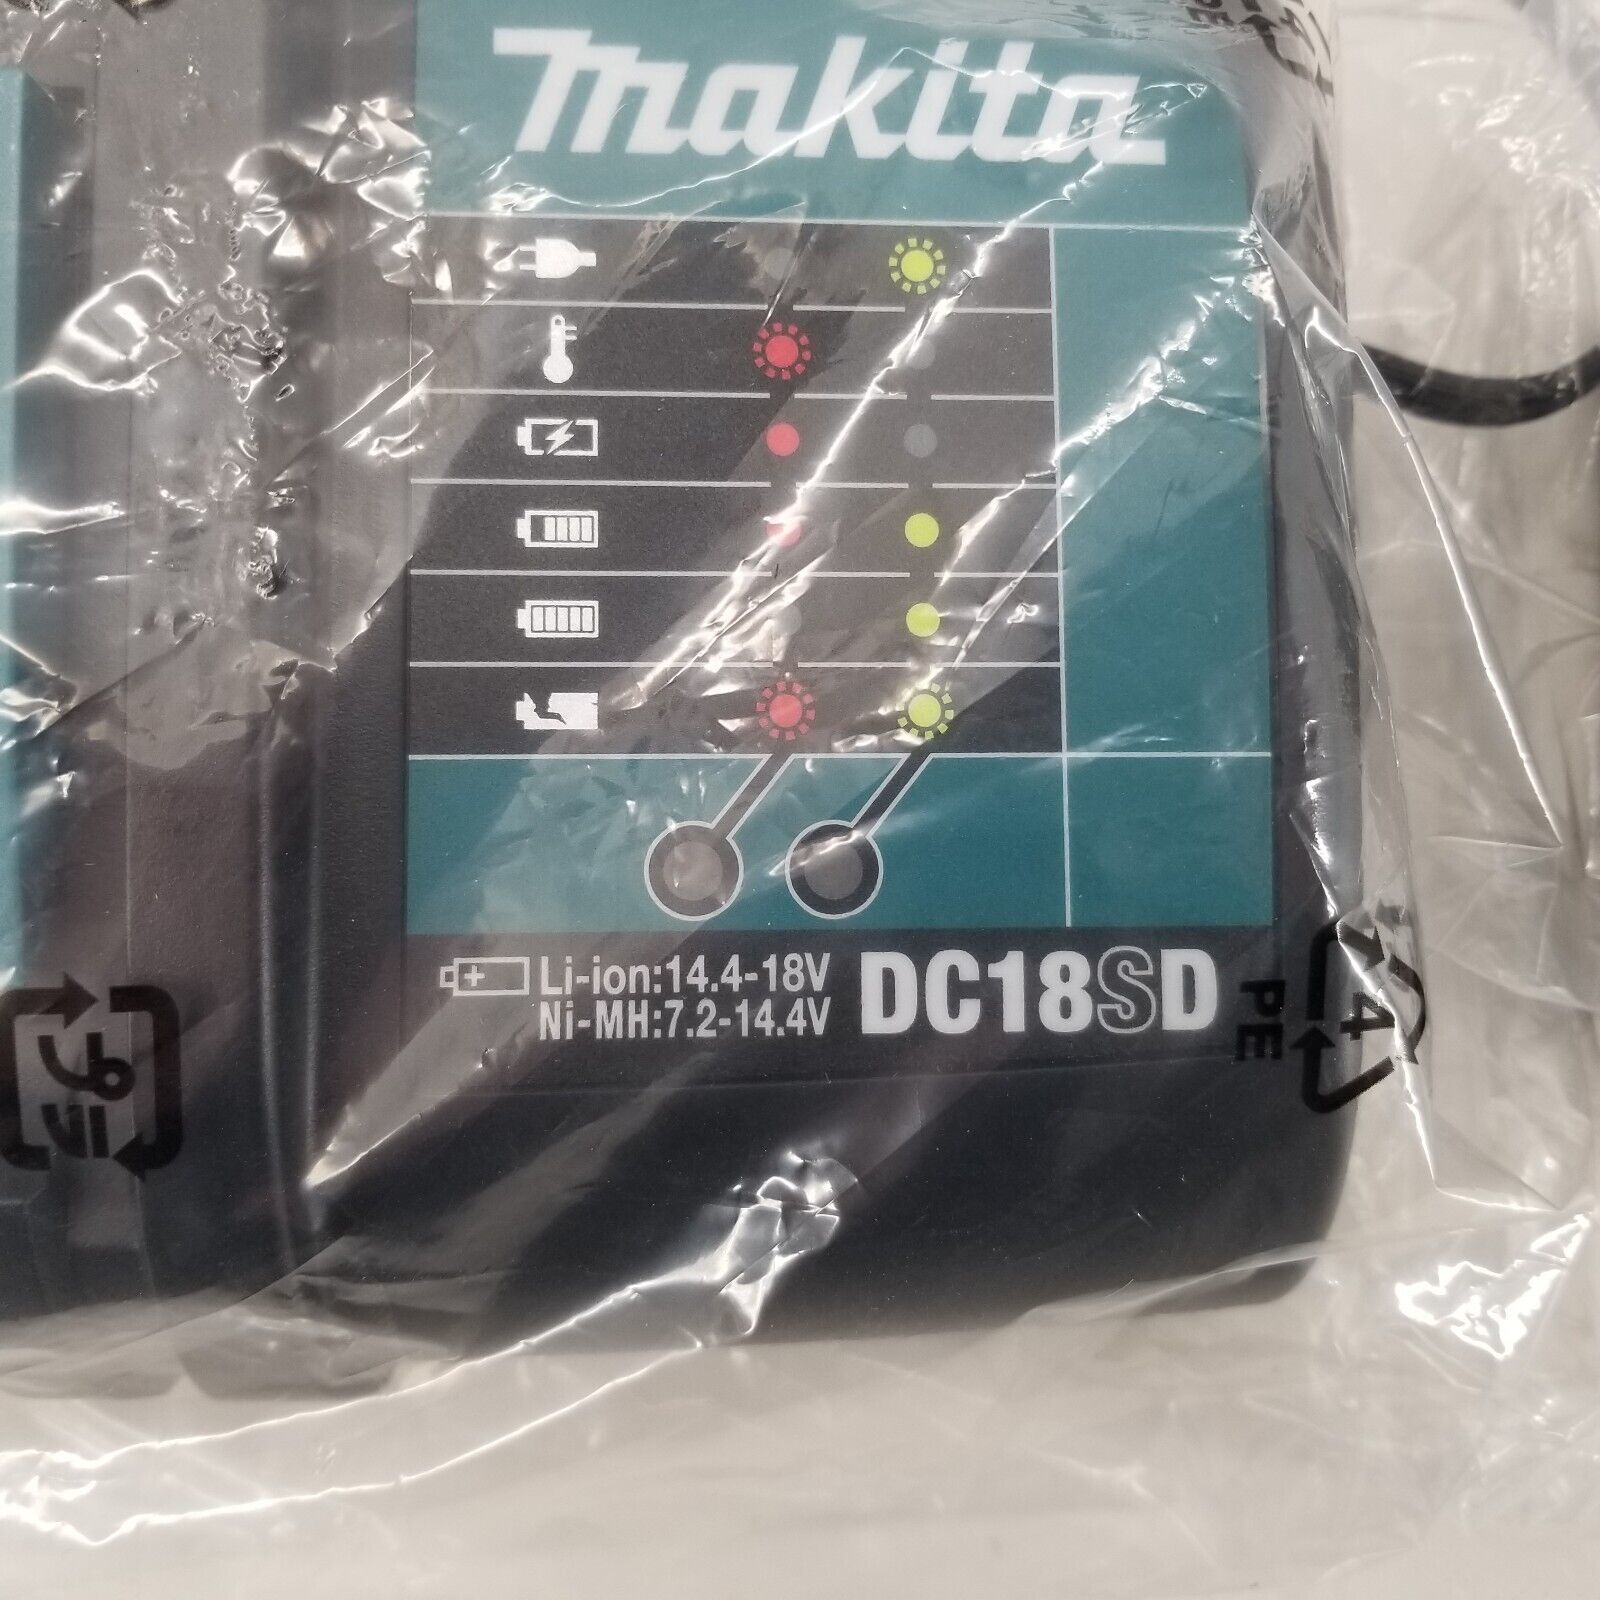 makita
Li-ion:14.4-18V
Ni-MH:7.2-14.4V
DC18SD
PE
4